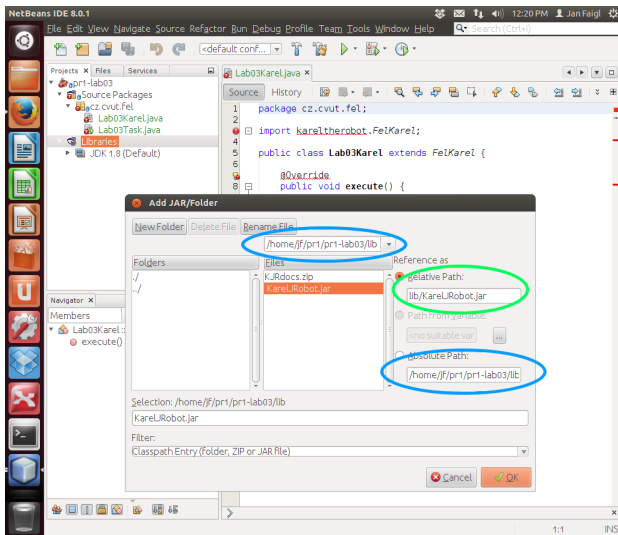 NetBeans IDE 8.0.1
12:20 PM Jan Faigl
File Edit View Navigate Source Refactor Run Debug Profile Team Tools Window Help
Search (Ctrl+I)
<default conf...
Projects Files Services
Lab03Karel.java
pr1-lab03
Source Packages
cz.cvut.fel
Lab03Karel.java
Lab03Task.java
Libraries
JDK 1.8 (Default)
Source History
1 package cz.cvut.fel;
2
import kareltherobot.FelKarel;
4
5 public class Lab03Karel extends FelKarel {
6
@Override
8 public void execute() {
Add JAR/Folder
New Folder Delete File Rename File
/home/jf/pr1/pr1-lab03/lib
Folders
./
../
Files
KJRdocs.zip
KarelJRobot.jar
Reference as
Relative Path:
lib/KarelJRobot.jar
Path from Variable:
<no suitable var
...
Absolute Path:
/home/jf/pr1/pr1-lab03/lib
Selection: /home/jf/pr1/pr1-lab03/lib
KarelJRobot.jar
Filter:
Classpath Entry (folder, ZIP or JAR file)
Cancel OK
Navigator
Members
Lab03Karel ::
execute()
1:1 INS